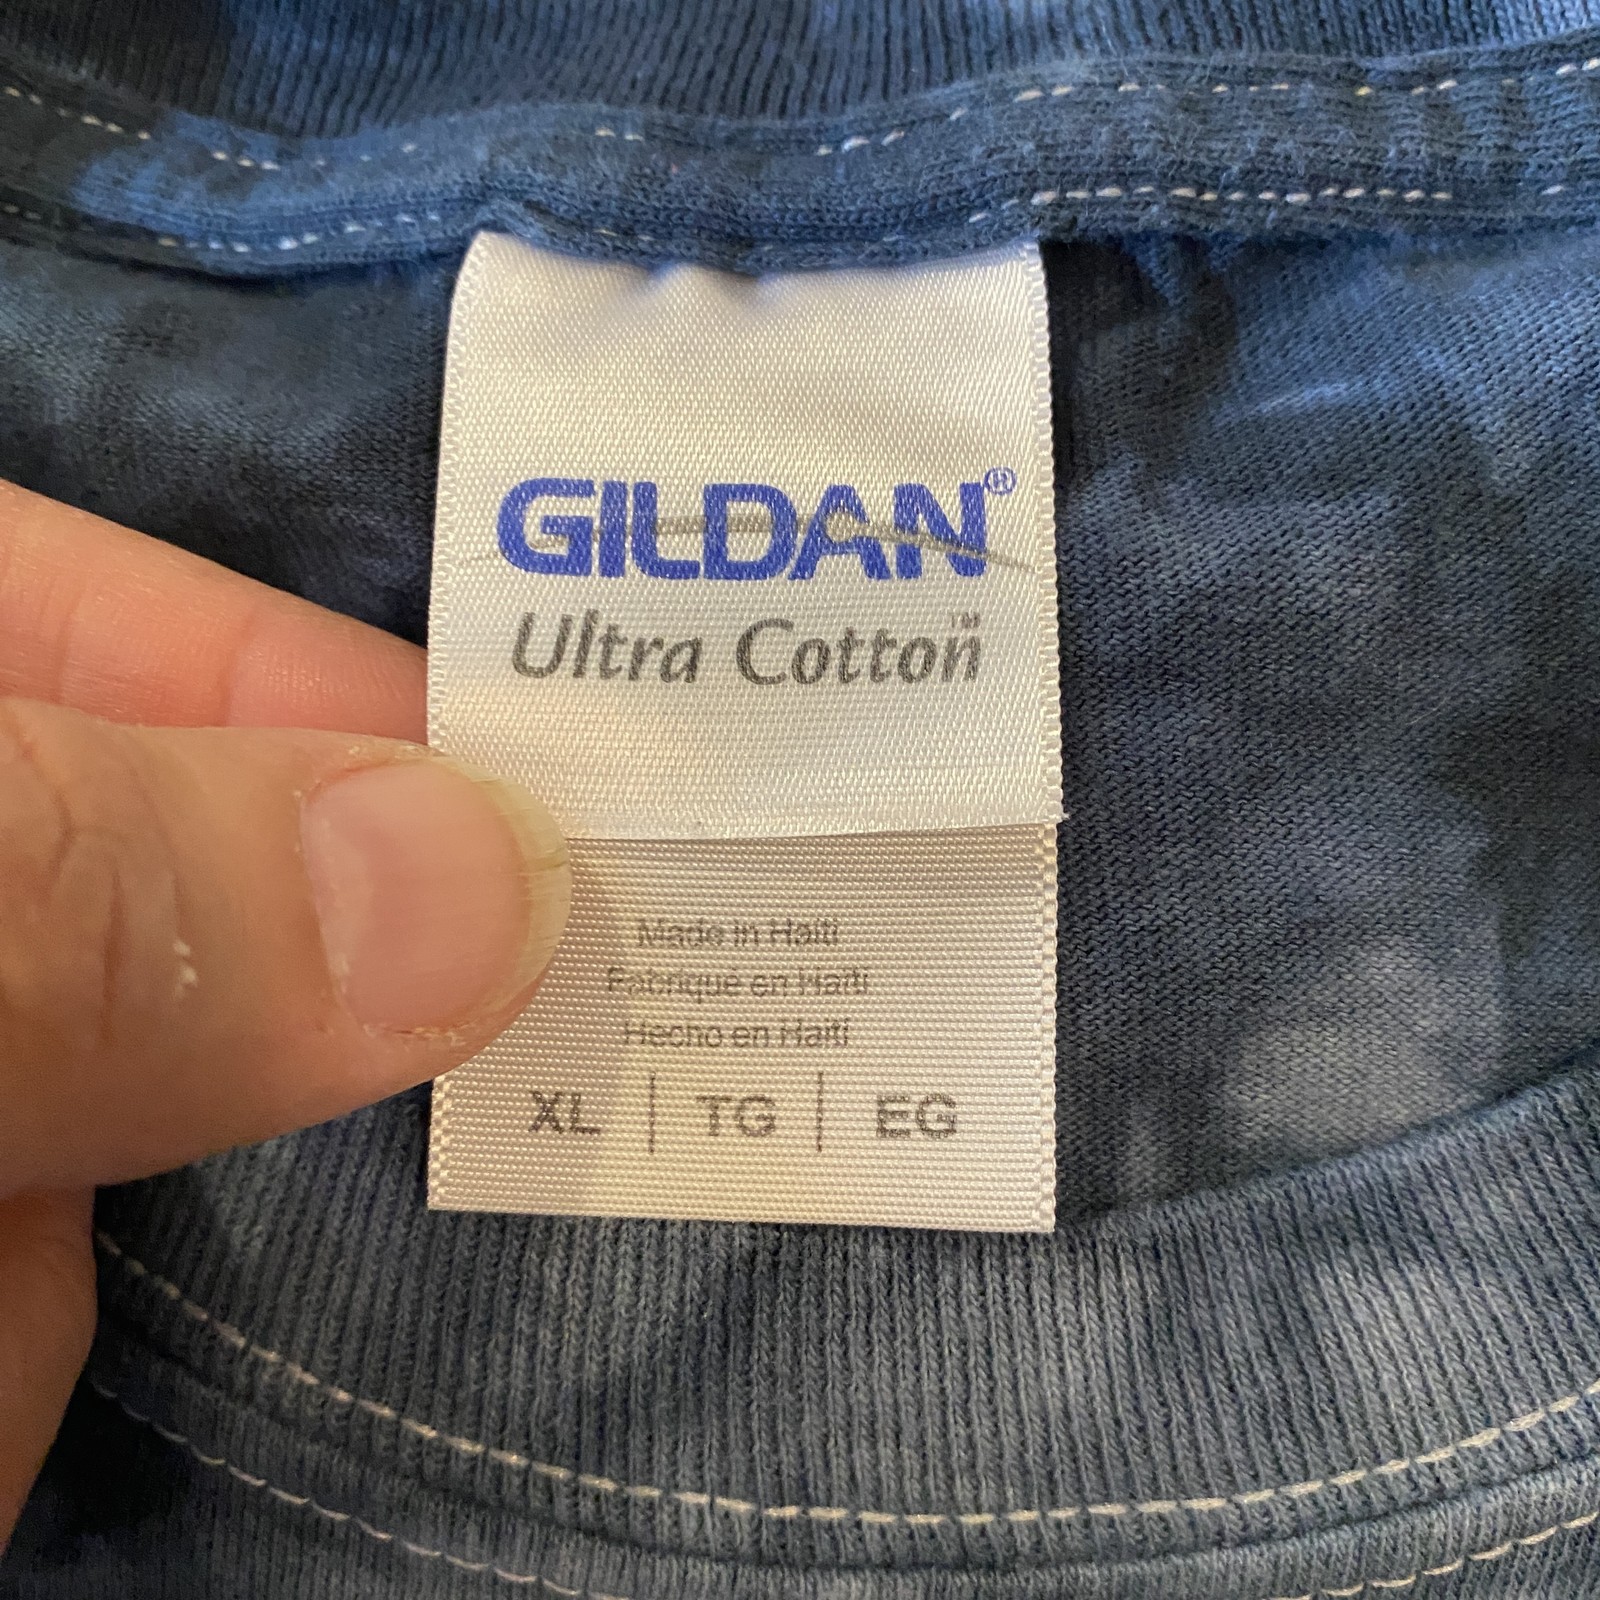 GILDAN®
Ultra Cotton™
Made in Haiti
Fabriqué en Haïti
Hecho en Haití
XL | TG | EG